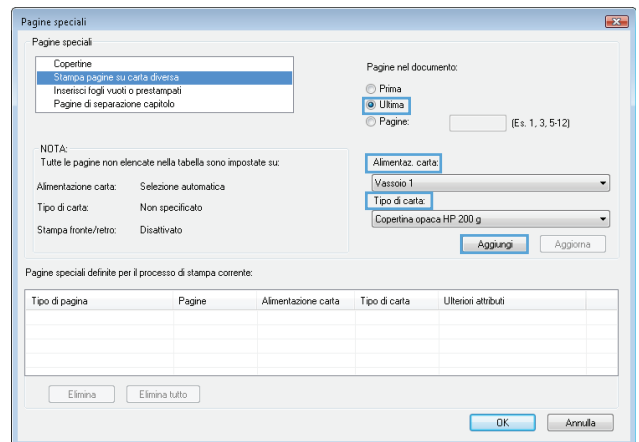 Pagine speciali
Pagine speciali
Copertine
Stampa pagine su carta diversa
Inserisci fogli vuoti o prestampati
Pagine di separazione capitolo
Pagine nel documento:
Prima
Ultima
Pagine:
(Es. 1, 3, 5-12)
NOTA:
Tutte le pagine non elencate nella tabella sono impostate su:
Alimentazione carta: Selezione automatica
Tipo di carta: Non specificato
Stampa fronte/retro: Disattivato
Alimentaz. carta:
Vassoio 1
Tipo di carta:
Copertina opaca HP 200 g
Aggiungi Aggiorna
Pagine speciali definite per il processo di stampa corrente:
Tipo di pagina Pagine Alimentazione carta Tipo di carta Ulteriori attributi
Elimina Elimina tutto
OK Annulla